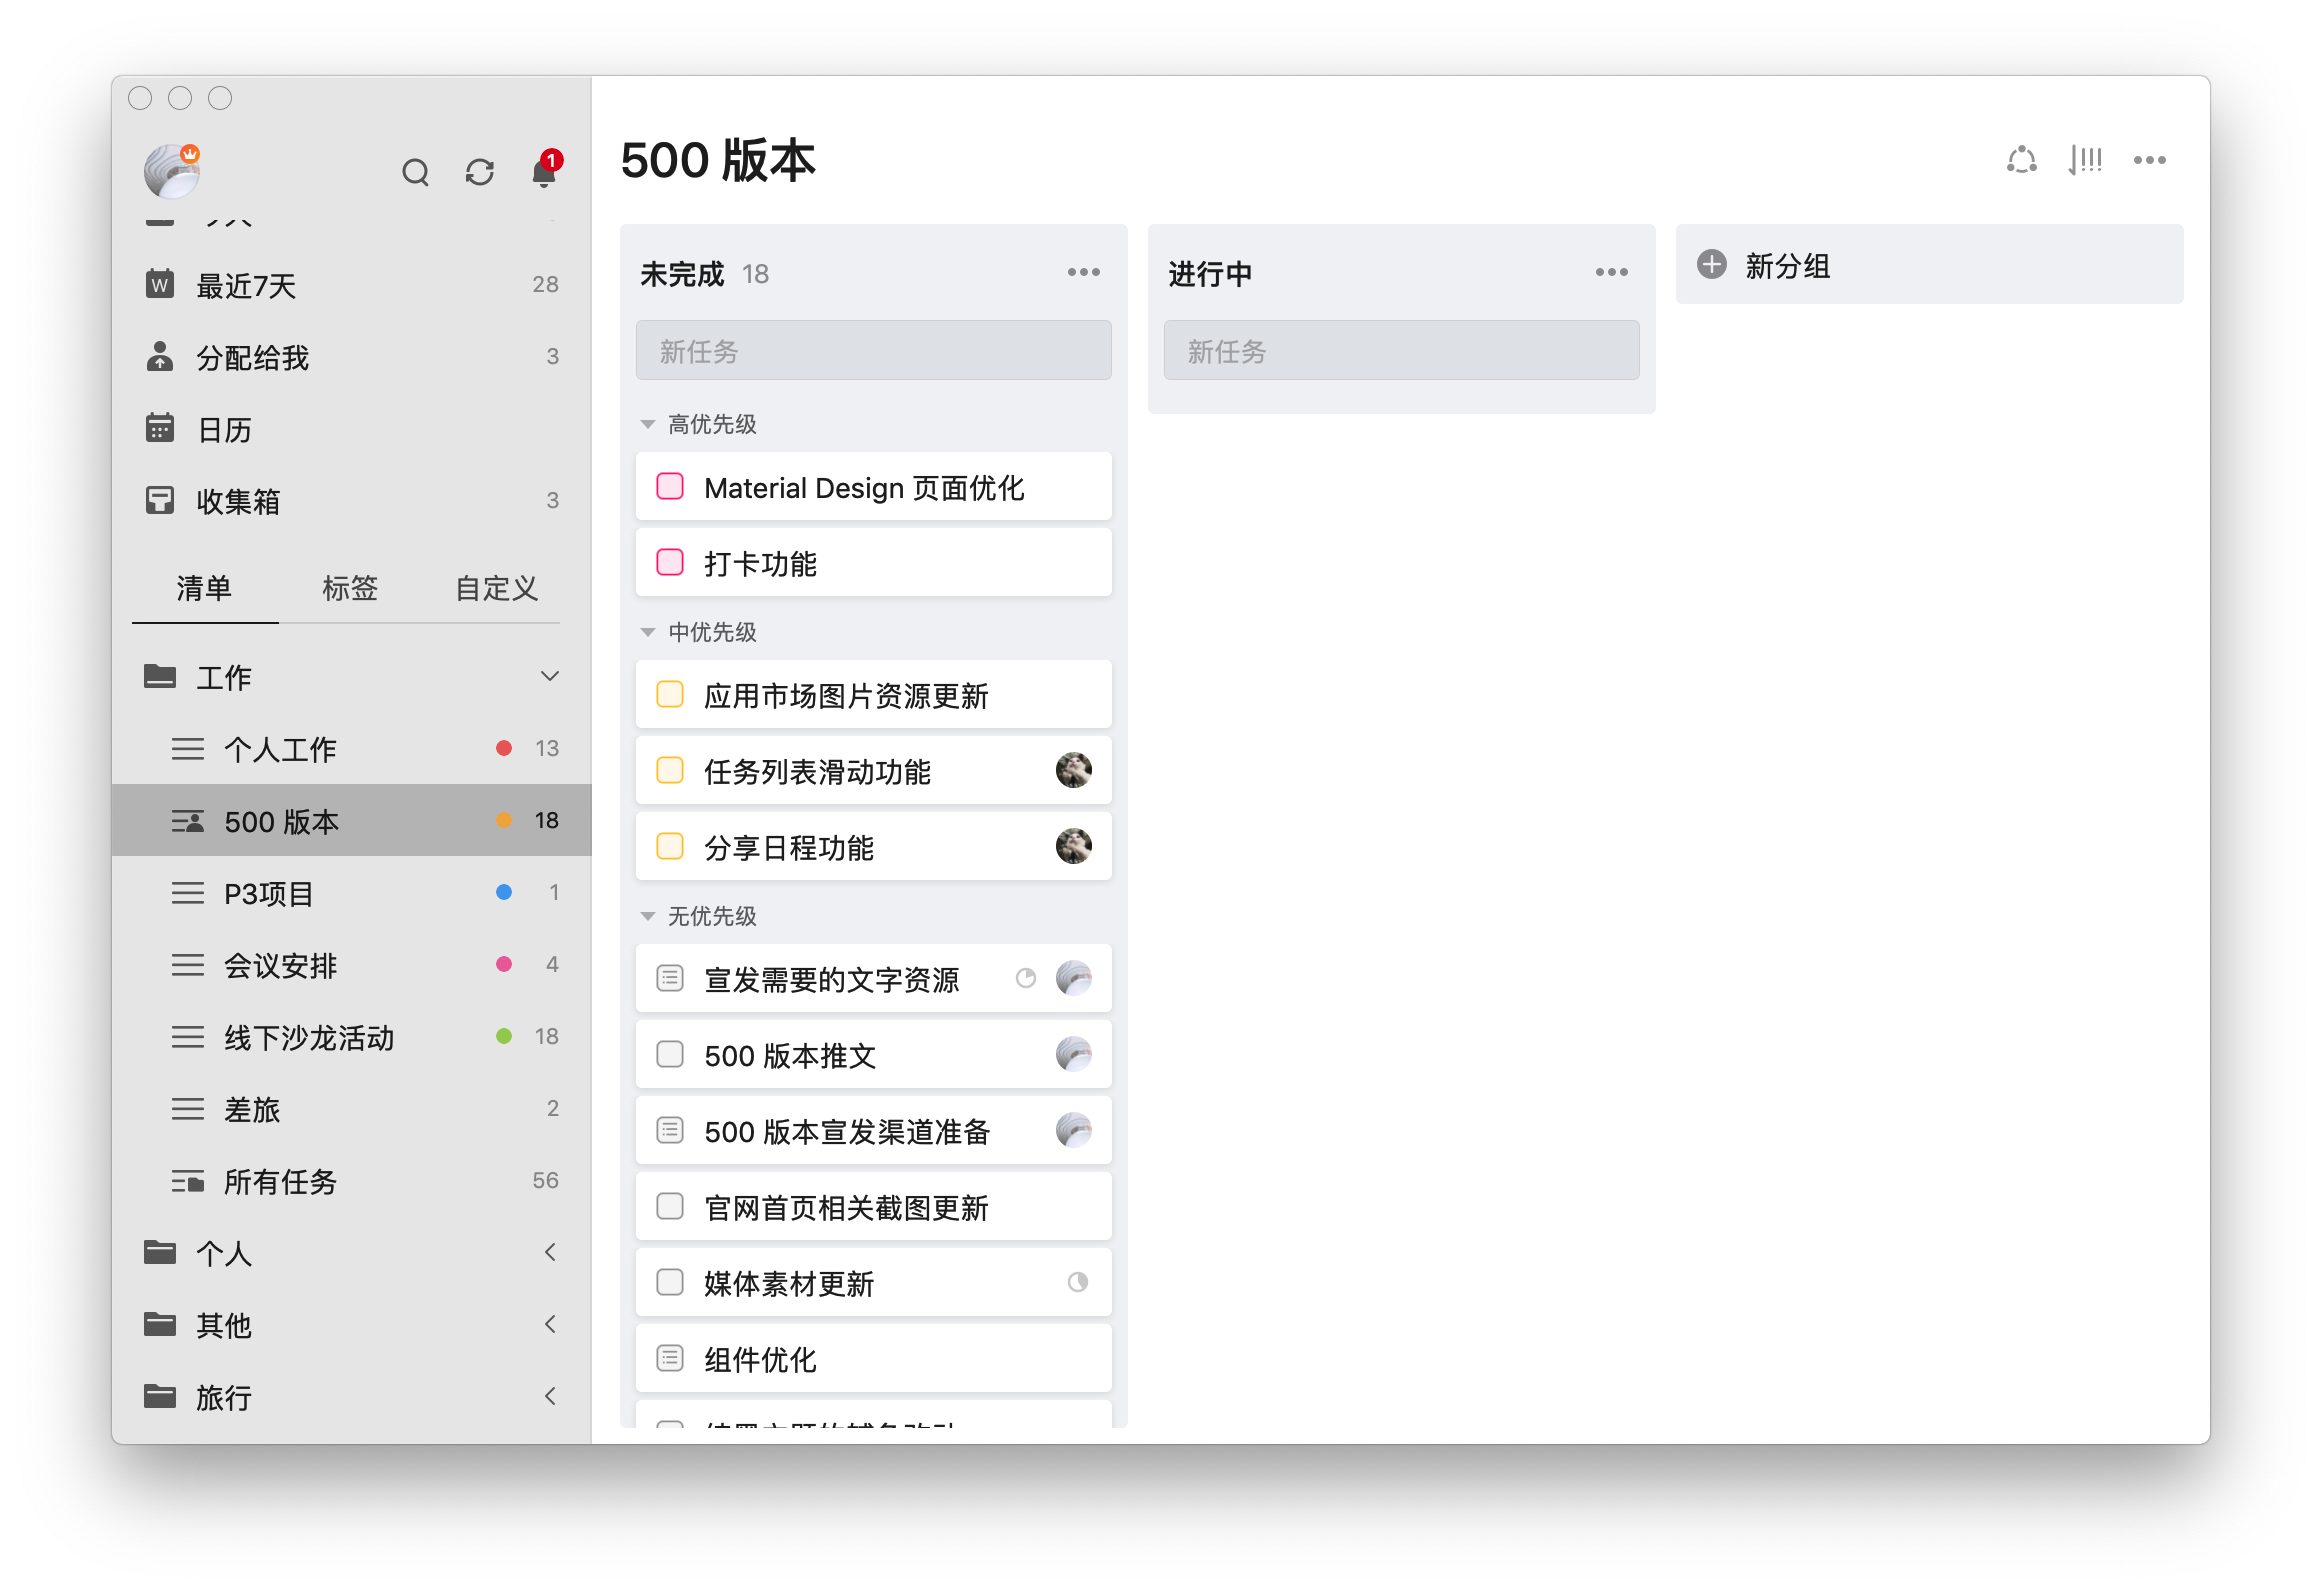 1
最近7天 28
分配给我 3
日历
收集箱 3
清单 标签 自定义
工作
个人工作 13
500 版本 18
P3项目 1
会议安排 4
线下沙龙活动 18
差旅 2
所有任务 56
个人
其他
旅行
500 版本
未完成 18
新任务
高优先级
Material Design 页面优化
打卡功能
中优先级
应用市场图片资源更新
任务列表滑动功能
分享日程功能
无优先级
宣发需要的文字资源
500 版本推文
500 版本宣发渠道准备
官网首页相关截图更新
媒体素材更新
组件优化
进行中
新任务
新分组